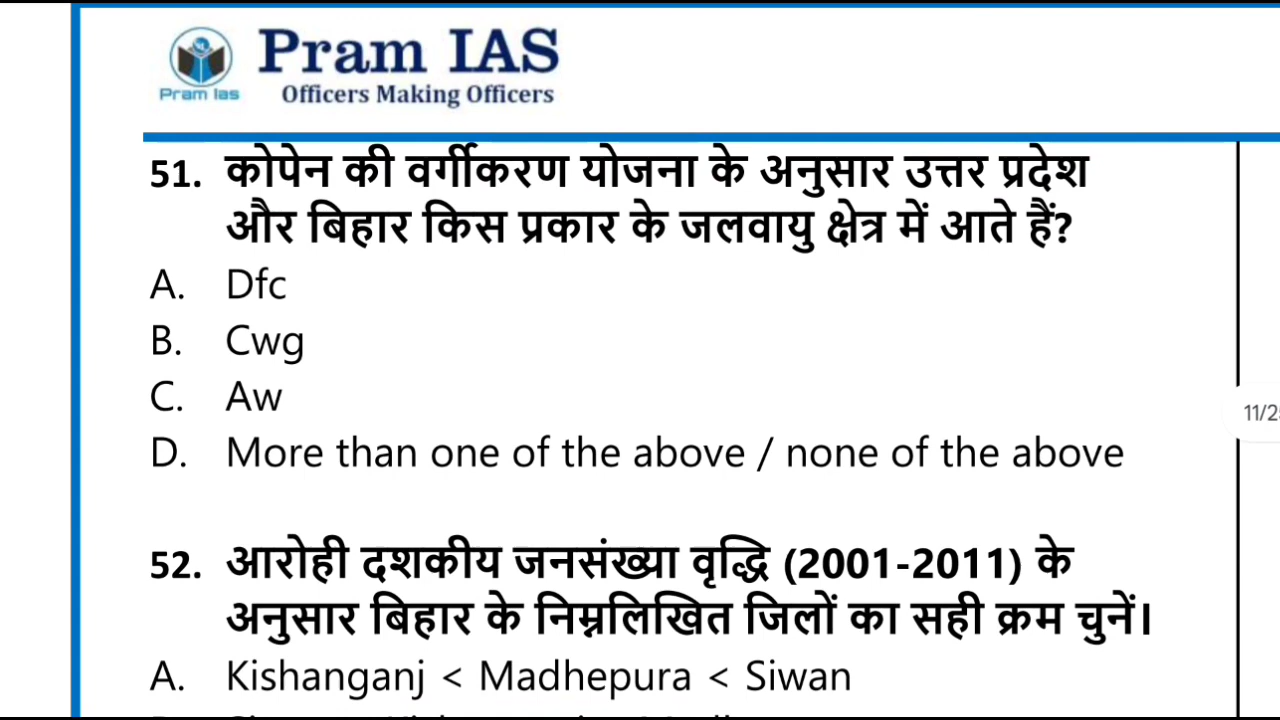 Pram IAS
Pram Ias
Officers Making Officers
51. कोपेन की वर्गीकरण योजना के अनुसार उत्तर प्रदेश
और बिहार किस प्रकार के जलवायु क्षेत्र में आते हैं?
A. Dfc
B. Cwg
C. Aw
D. More than one of the above / none of the above
11/25
52. आरोही दशकीय जनसंख्या वृद्धि (2001-2011) के
अनुसार बिहार के निम्नलिखित जिलों का सही क्रम चुनें।
A. Kishanganj < Madhepura < Siwan